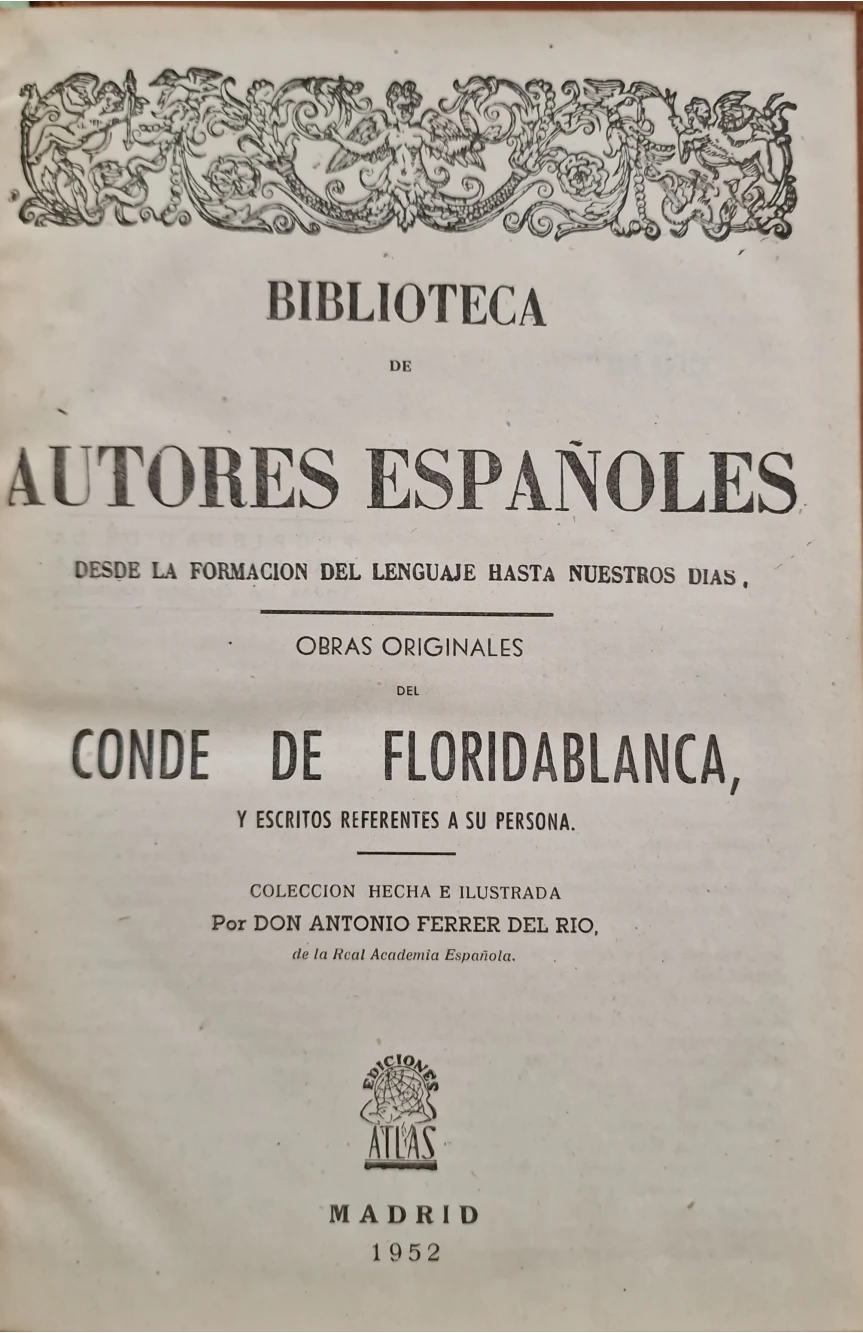 BIBLIOTECA
DE
AUTORES ESPAÑOLES
DESDE LA FORMACION DEL LENGUAJE HASTA NUESTROS DIAS.
OBRAS ORIGINALES
DEL
CONDE DE FLORIDABLANCA,
Y ESCRITOS REFERENTES A SU PERSONA.
COLECCION HECHA E ILUSTRADA
Por DON ANTONIO FERRER DEL RIO,
de la Real Academia Española.
EDICIONES
ATLAS
MADRID
1952